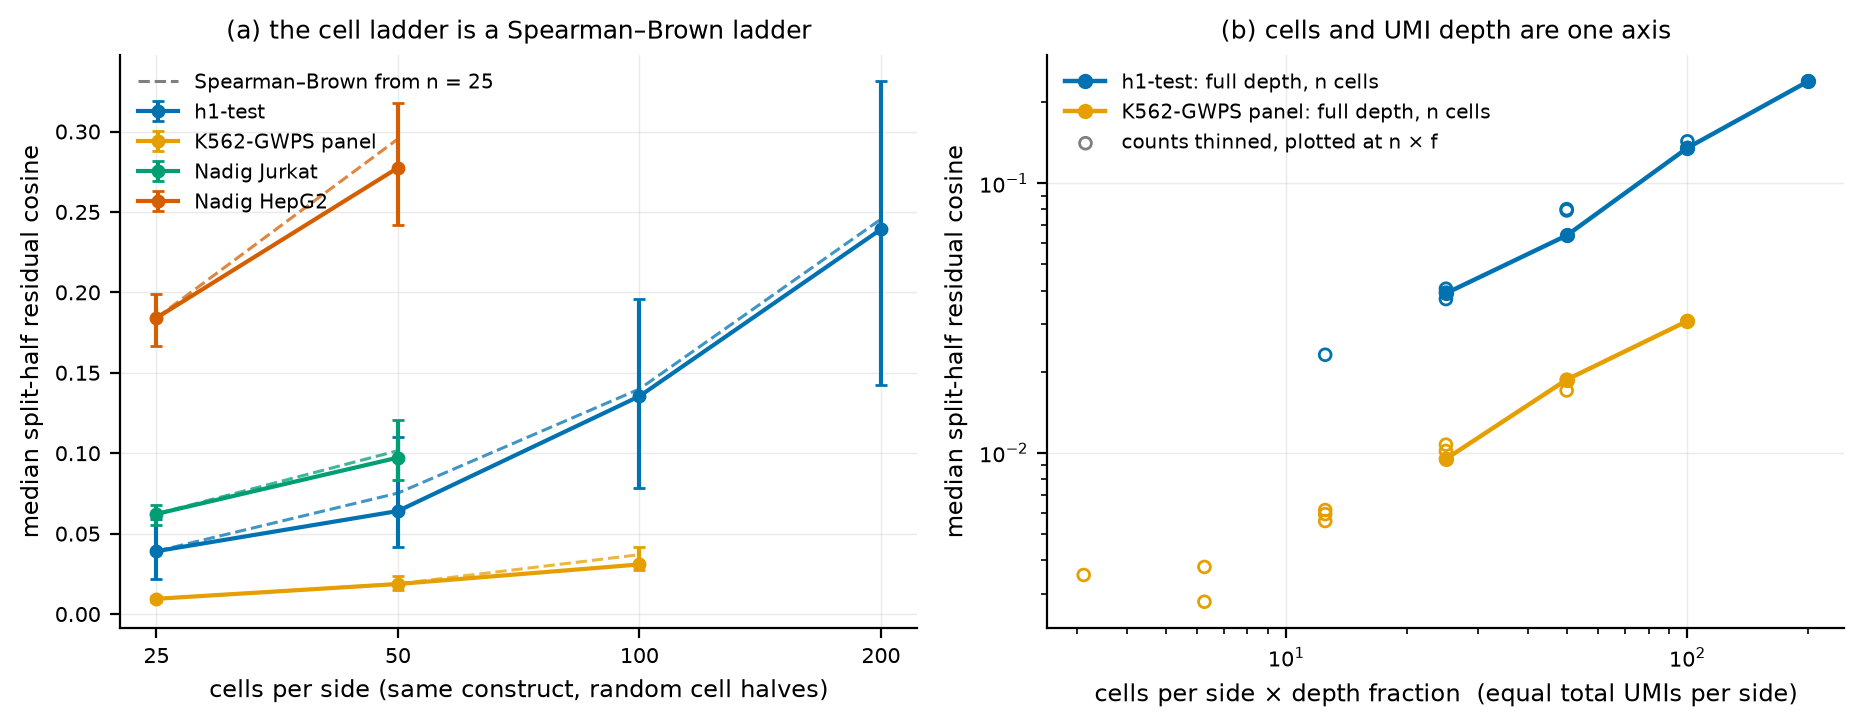 (a) the cell ladder is a Spearman–Brown ladder
Spearman–Brown from n = 25
h1-test
K562-GWPS panel
Nadig Jurkat
Nadig HepG2
median split-half residual cosine
0.30
0.25
0.20
0.15
0.10
0.05
0.00
25
50
100
200
cells per side (same construct, random cell halves)
(b) cells and UMI depth are one axis
h1-test: full depth, n cells
K562-GWPS panel: full depth, n cells
counts thinned, plotted at n × f
median split-half residual cosine
10⁻¹
10⁻²
10¹
10²
cells per side × depth fraction (equal total UMIs per side)